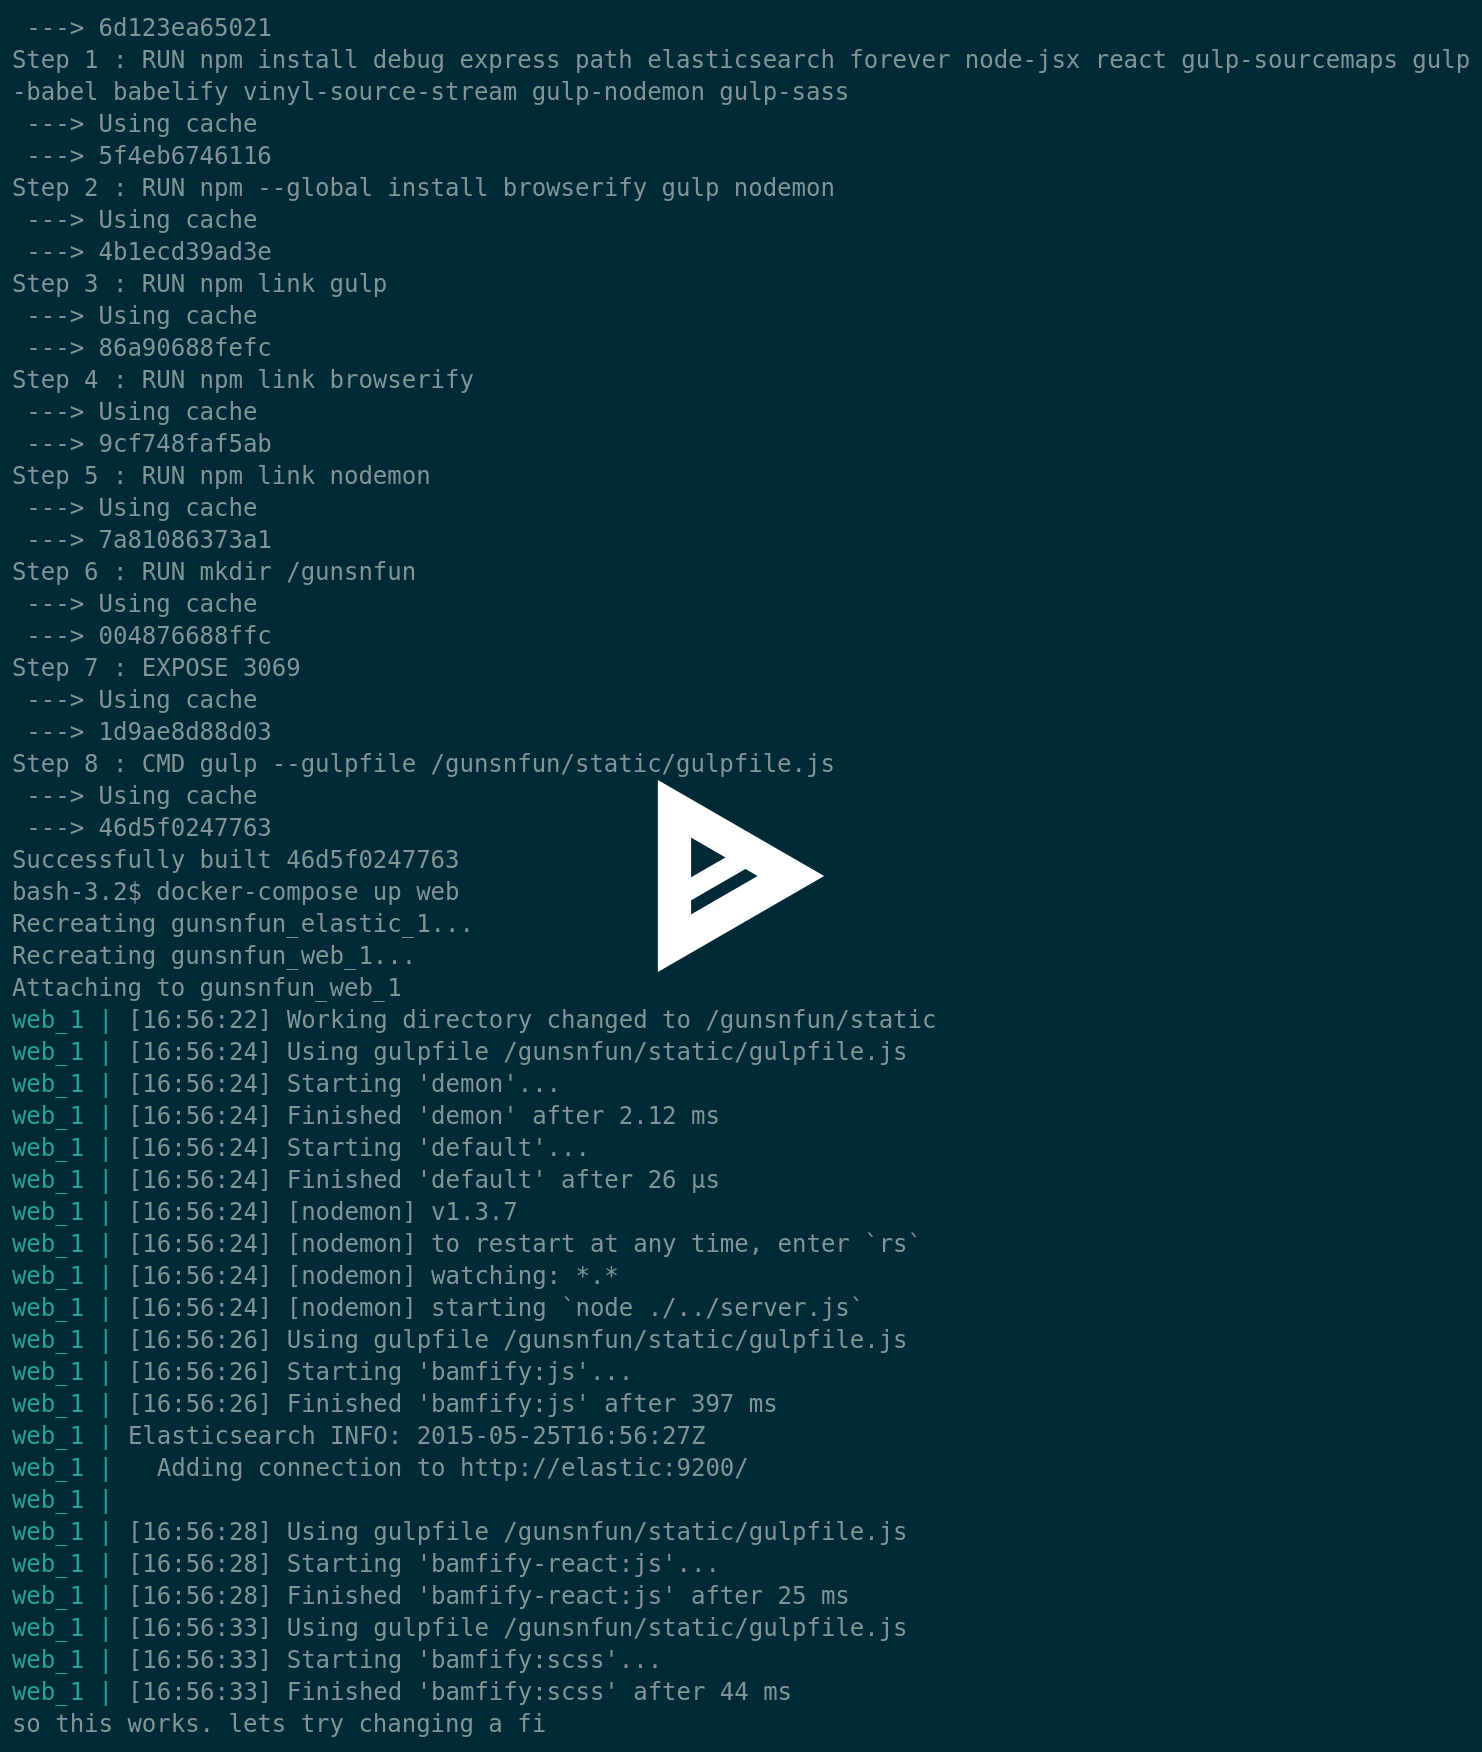 ---> 6d123ea65021
Step 1 : RUN npm install debug express path elasticsearch forever node-jsx react gulp-sourcemaps gulp
-babel babelify vinyl-source-stream gulp-nodemon gulp-sass
 ---> Using cache
 ---> 5f4eb6746116
Step 2 : RUN npm --global install browserify gulp nodemon
 ---> Using cache
 ---> 4b1ecd39ad3e
Step 3 : RUN npm link gulp
 ---> Using cache
 ---> 86a90688fefc
Step 4 : RUN npm link browserify
 ---> Using cache
 ---> 9cf748faf5ab
Step 5 : RUN npm link nodemon
 ---> Using cache
 ---> 7a81086373a1
Step 6 : RUN mkdir /gunsnfun
 ---> Using cache
 ---> 004876688ffc
Step 7 : EXPOSE 3069
 ---> Using cache
 ---> 1d9ae8d88d03
Step 8 : CMD gulp --gulpfile /gunsnfun/static/gulpfile.js
 ---> Using cache
 ---> 46d5f0247763
Successfully built 46d5f0247763
bash-3.2$ docker-compose up web
Recreating gunsnfun_elastic_1...
Recreating gunsnfun_web_1...
Attaching to gunsnfun_web_1
web_1 | [16:56:22] Working directory changed to /gunsnfun/static
web_1 | [16:56:24] Using gulpfile /gunsnfun/static/gulpfile.js
web_1 | [16:56:24] Starting 'demon'...
web_1 | [16:56:24] Finished 'demon' after 2.12 ms
web_1 | [16:56:24] Starting 'default'...
web_1 | [16:56:24] Finished 'default' after 26 μs
web_1 | [16:56:24] [nodemon] v1.3.7
web_1 | [16:56:24] [nodemon] to restart at any time, enter `rs`
web_1 | [16:56:24] [nodemon] watching: *.*
web_1 | [16:56:24] [nodemon] starting `node ./../server.js`
web_1 | [16:56:26] Using gulpfile /gunsnfun/static/gulpfile.js
web_1 | [16:56:26] Starting 'bamfify:js'...
web_1 | [16:56:26] Finished 'bamfify:js' after 397 ms
web_1 | Elasticsearch INFO: 2015-05-25T16:56:27Z
web_1 |   Adding connection to http://elastic:9200/
web_1 |
web_1 | [16:56:28] Using gulpfile /gunsnfun/static/gulpfile.js
web_1 | [16:56:28] Starting 'bamfify-react:js'...
web_1 | [16:56:28] Finished 'bamfify-react:js' after 25 ms
web_1 | [16:56:33] Using gulpfile /gunsnfun/static/gulpfile.js
web_1 | [16:56:33] Starting 'bamfify:scss'...
web_1 | [16:56:33] Finished 'bamfify:scss' after 44 ms
so this works. lets try changing a fi